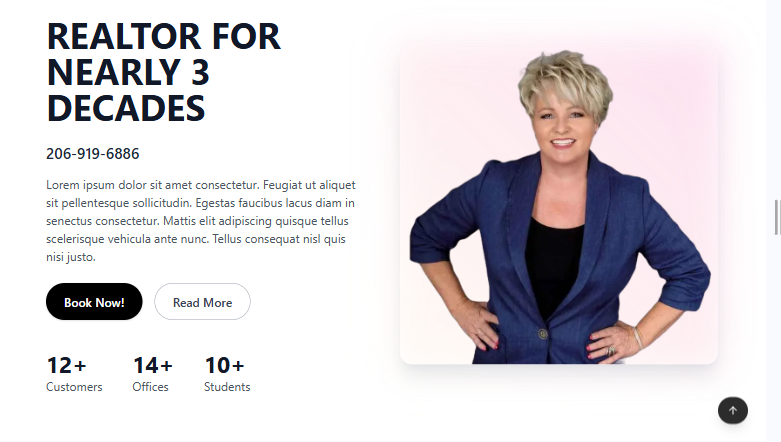 REALTOR FOR
NEARLY 3
DECADES
206-919-6886
Lorem ipsum dolor sit amet consectetur. Feugiat ut aliquet
sit pellentesque sollicitudin. Egestas faucibus lacus diam in
senectus consectetur. Mattis elit adipiscing quisque tellus
scelerisque vehicula ante nunc. Tellus consequat nisl quis
nisi justo.
Book Now! Read More
12+ 14+ 10+
Customers Offices Students